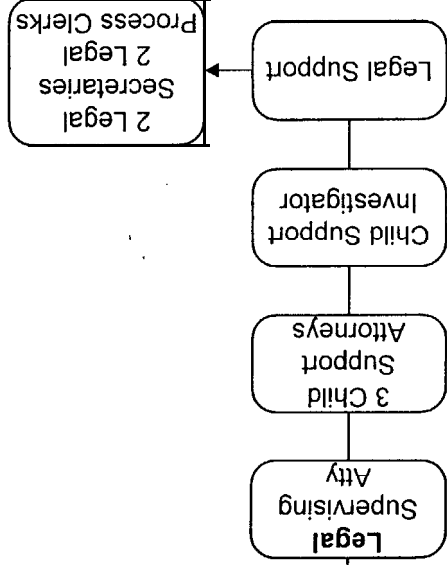 Legal
Supervising
Atty
3 Child
Support
Attorneys
Child Support
Investigator
Legal Support
2 Legal
Secretaries
2 Legal
Process Clerks